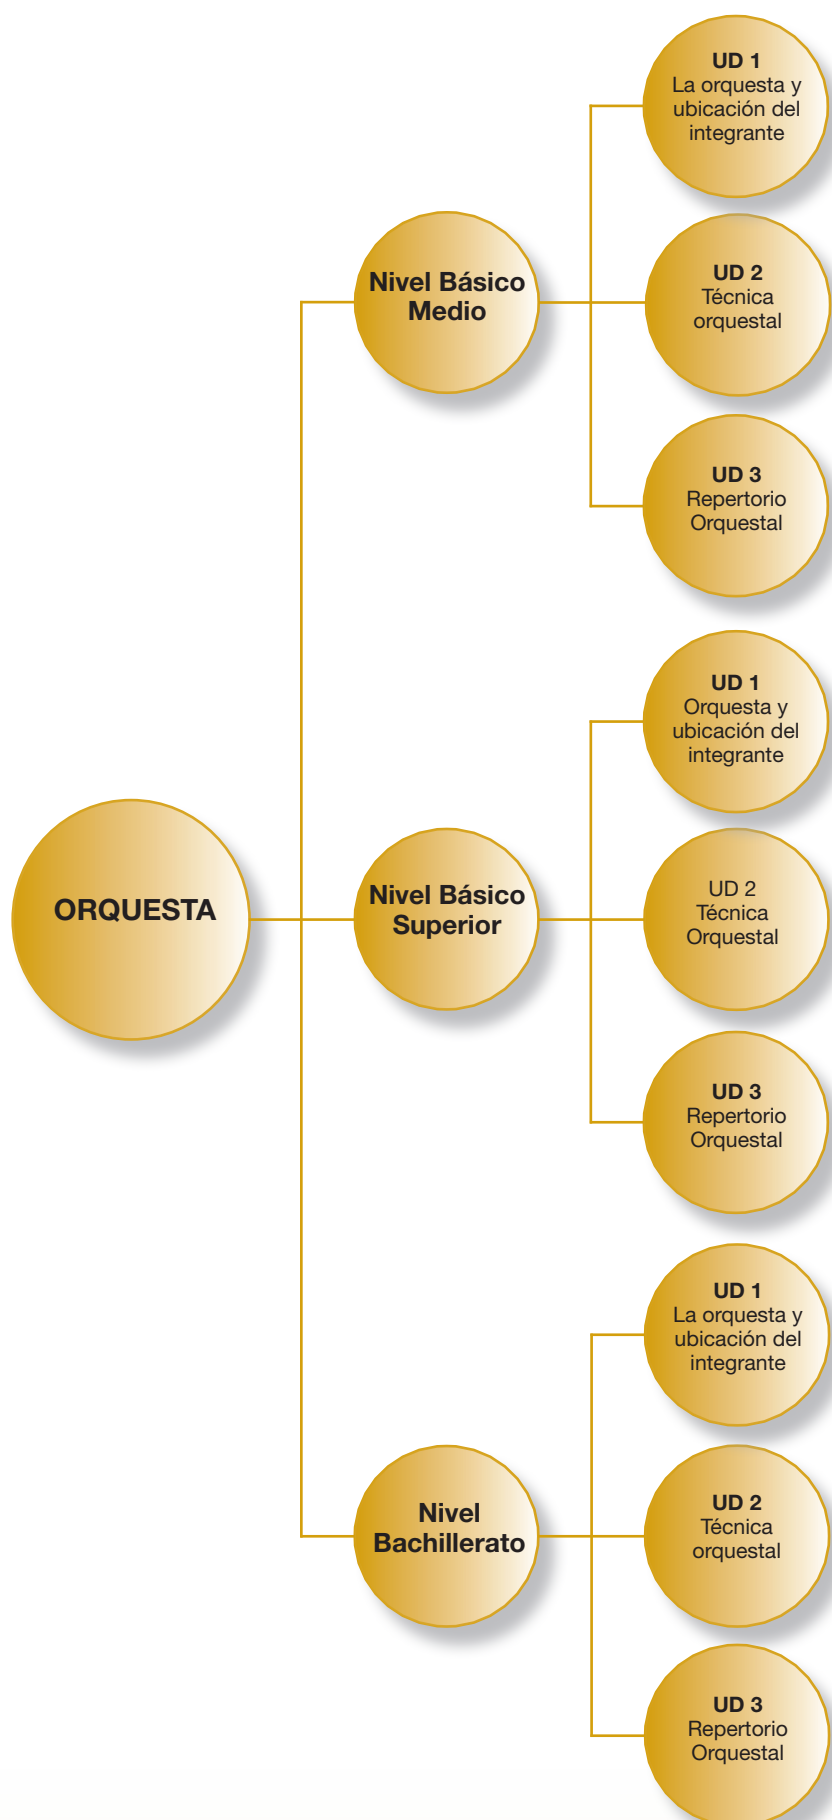 ORQUESTA
Nivel Básico
Medio
UD 1
La orquesta y
ubicación del
integrante
UD 2
Técnica
orquestal
UD 3
Repertorio
Orquestal
Nivel Básico
Superior
UD 1
Orquesta y
ubicación del
integrante
UD 2
Técnica
Orquestal
UD 3
Repertorio
Orquestal
Nivel
Bachillerato
UD 1
La orquesta y
ubicación del
integrante
UD 2
Técnica
orquestal
UD 3
Repertorio
Orquestal